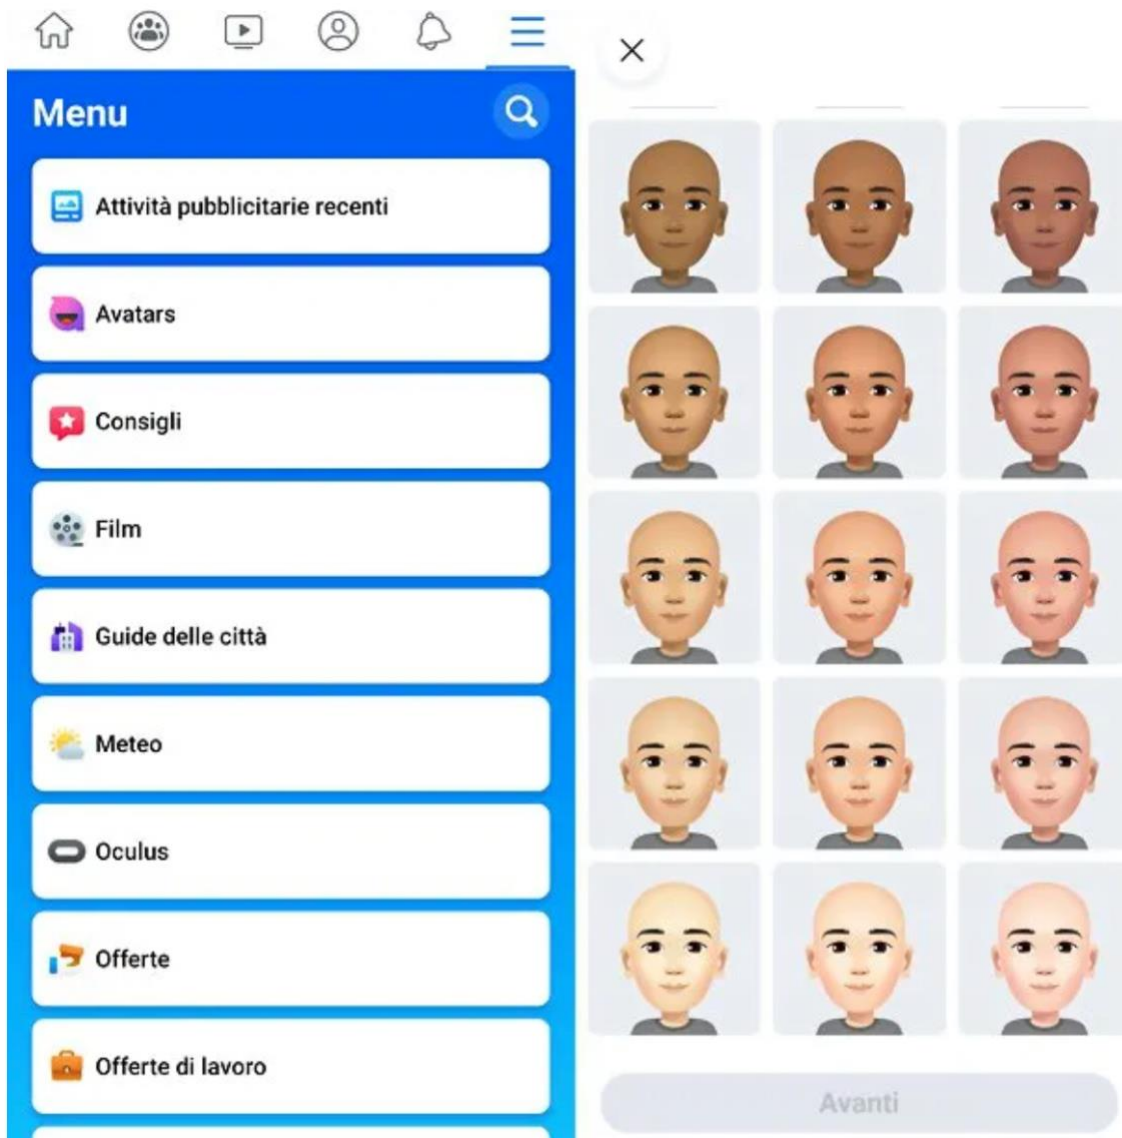 Menu
Attività pubblicitarie recenti
Avatars
Consigli
Film
Guide delle città
Meteo
Oculus
Offerte
Offerte di lavoro
Avanti